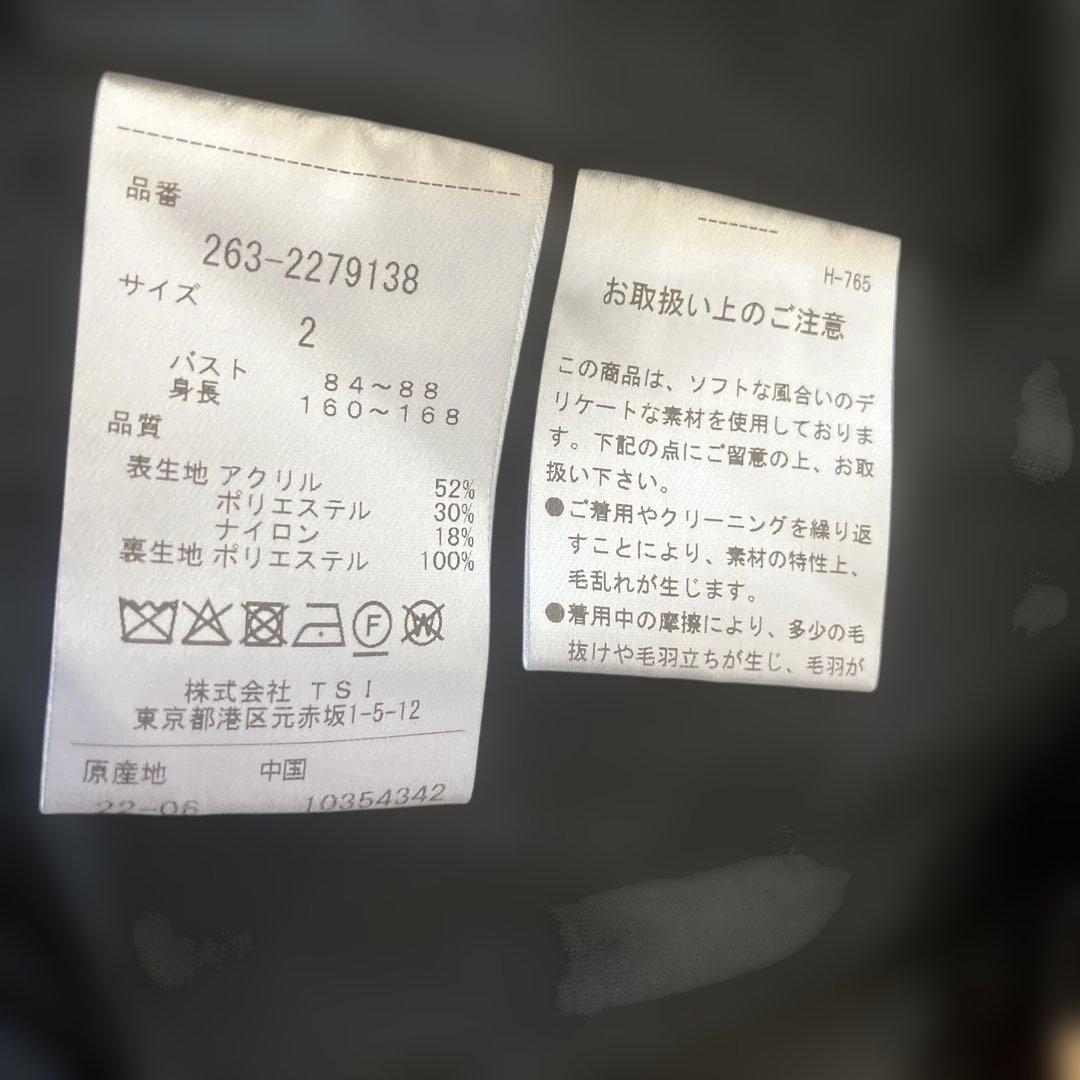 品番
263-2279138
サイズ
2
バスト 84～88
身長 160～168
品質
表生地 アクリル 52%
ポリエステル 30%
ナイロン 18%
裏生地 ポリエステル 100%
F
W
株式会社 TSI
東京都港区元赤坂1-5-12
原産地 中国
22-06 10354342
H-765
お取扱い上のご注意
この商品は、ソフトな風合いのデ
リケートな素材を使用しておりま
す。下記の点にご留意の上、お取
扱い下さい。
●ご着用やクリーニングを繰り返
すことにより、素材の特性上、
毛乱れが生じます。
●着用中の摩擦により、多少の毛
抜けや毛羽立ちが生じ、毛羽が